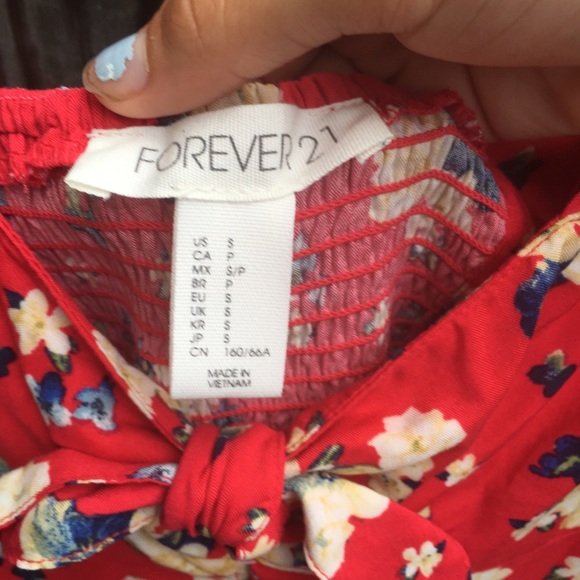 FOREVER 21
US S
CA P
MX S/P
BR P
EU S
UK S
KR S
JP S
CN 160/66A
MADE IN
VIETNAM